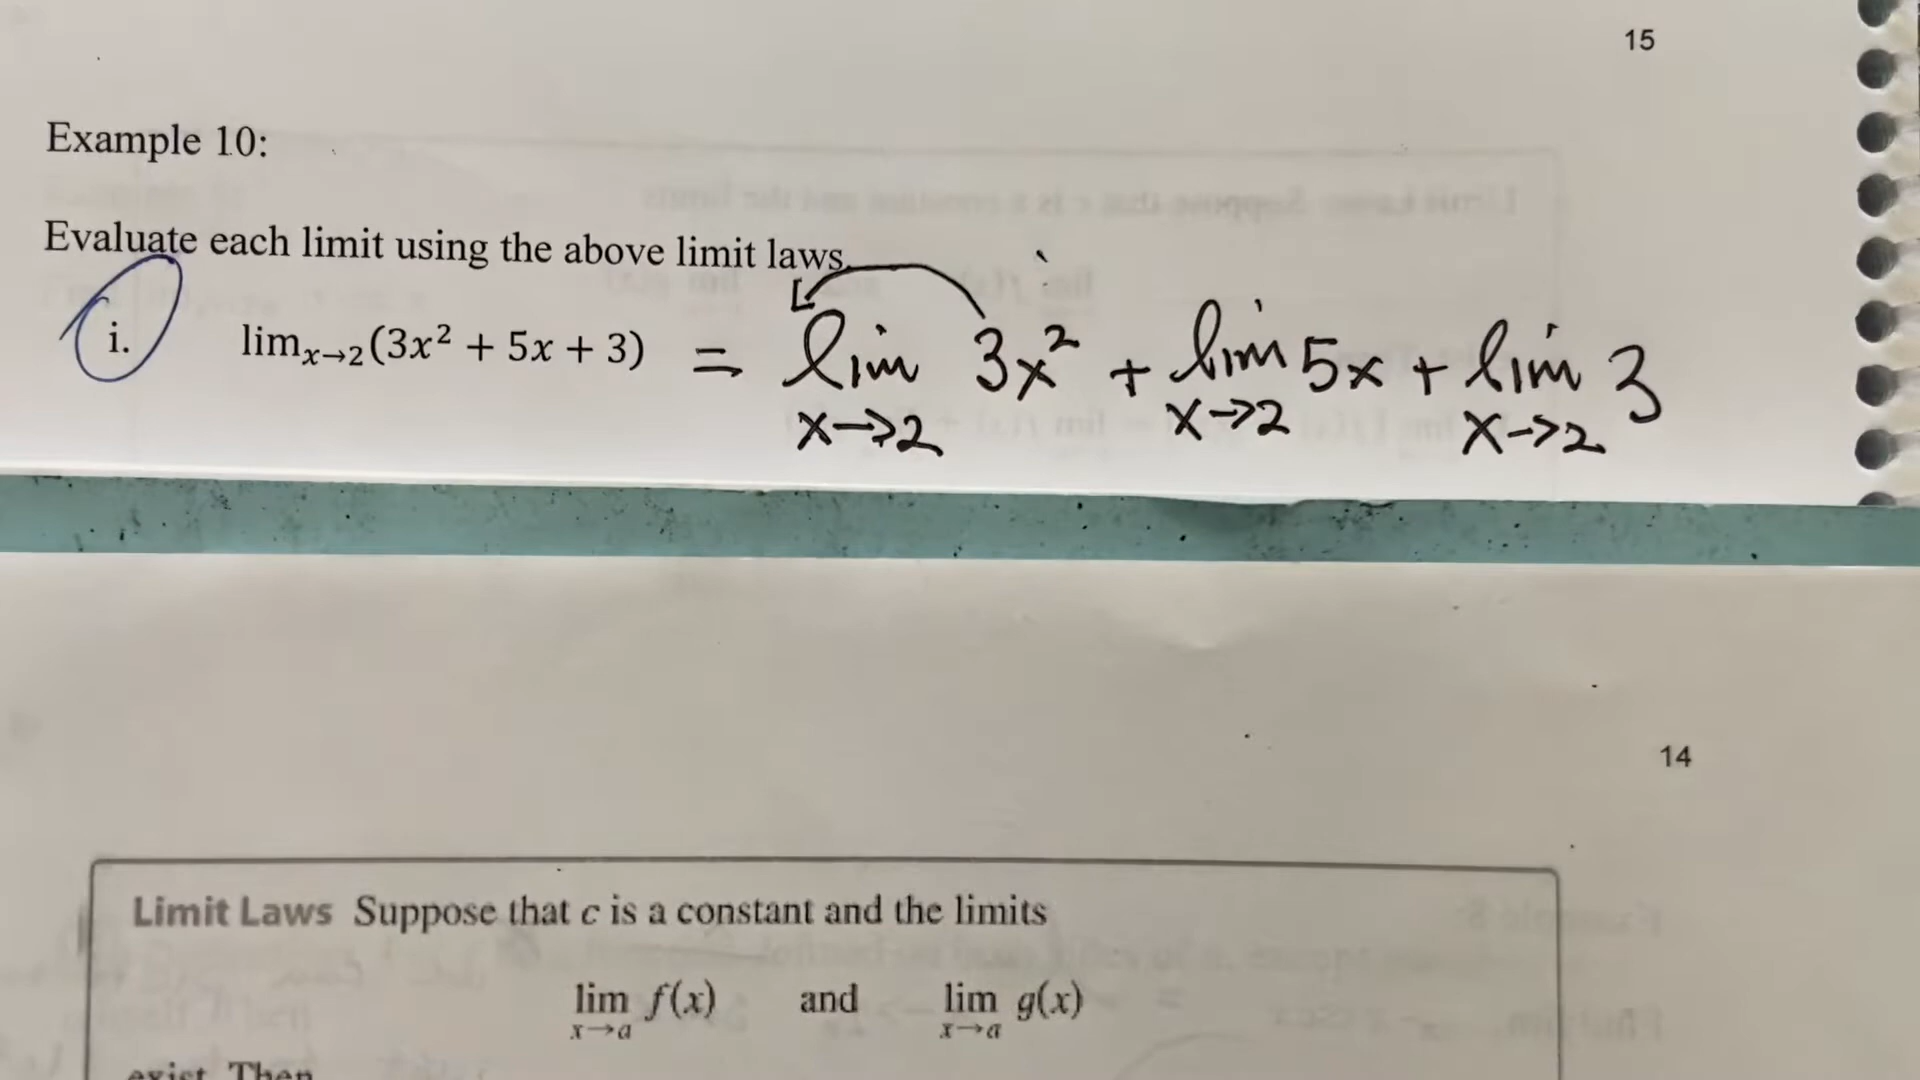 15
Example 10:
Evaluate each limit using the above limit laws.
i. limₓ→₂(3x² + 5x + 3) = lim 3x² + lim 5x + lim 3
x→2 x→2 x→2
14
Limit Laws Suppose that c is a constant and the limits
lim f(x) and lim g(x)
x→a x→a
exist. Then